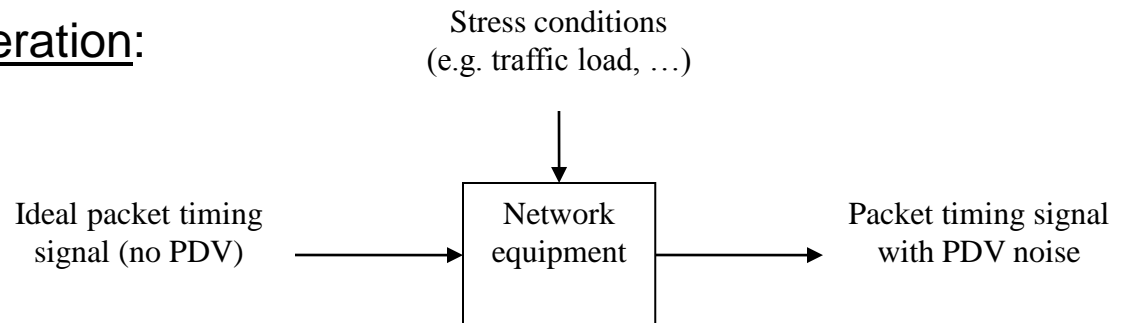 eration:
Stress conditions
(e.g. traffic load, …)
Ideal packet timing
signal (no PDV)
Network
equipment
Packet timing signal
with PDV noise